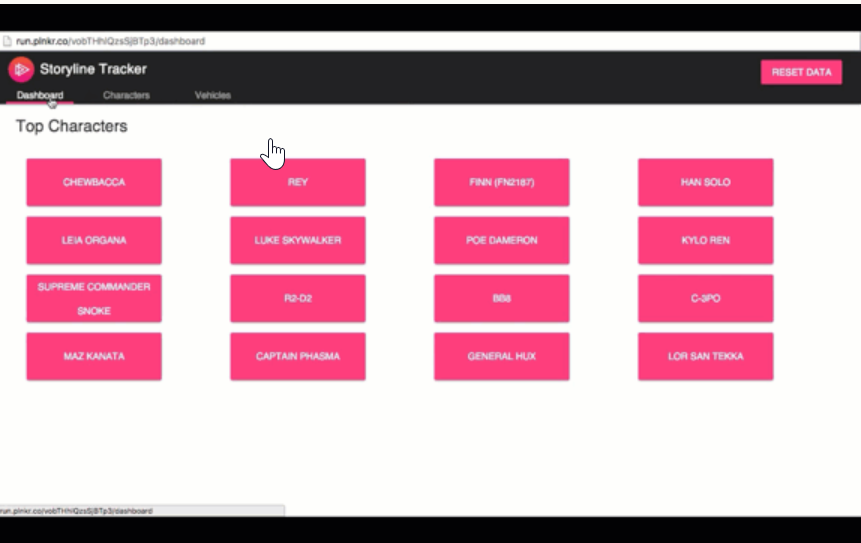 run.plnkr.co/vobTHhlQzsSjBTp3/dashboard
Storyline Tracker
RESET DATA
Dashboard Characters Vehicles
Top Characters
CHEWBACCA REY FINN (FN2187) HAN SOLO
LEIA ORGANA LUKE SKYWALKER POE DAMERON KYLO REN
SUPREME COMMANDER
SNOKE R2-D2 BB8 C-3PO
MAZ KANATA CAPTAIN PHASMA GENERAL HUX LOR SAN TEKKA
run.plnkr.co/vobTHhlQzsSjBTp3/dashboard